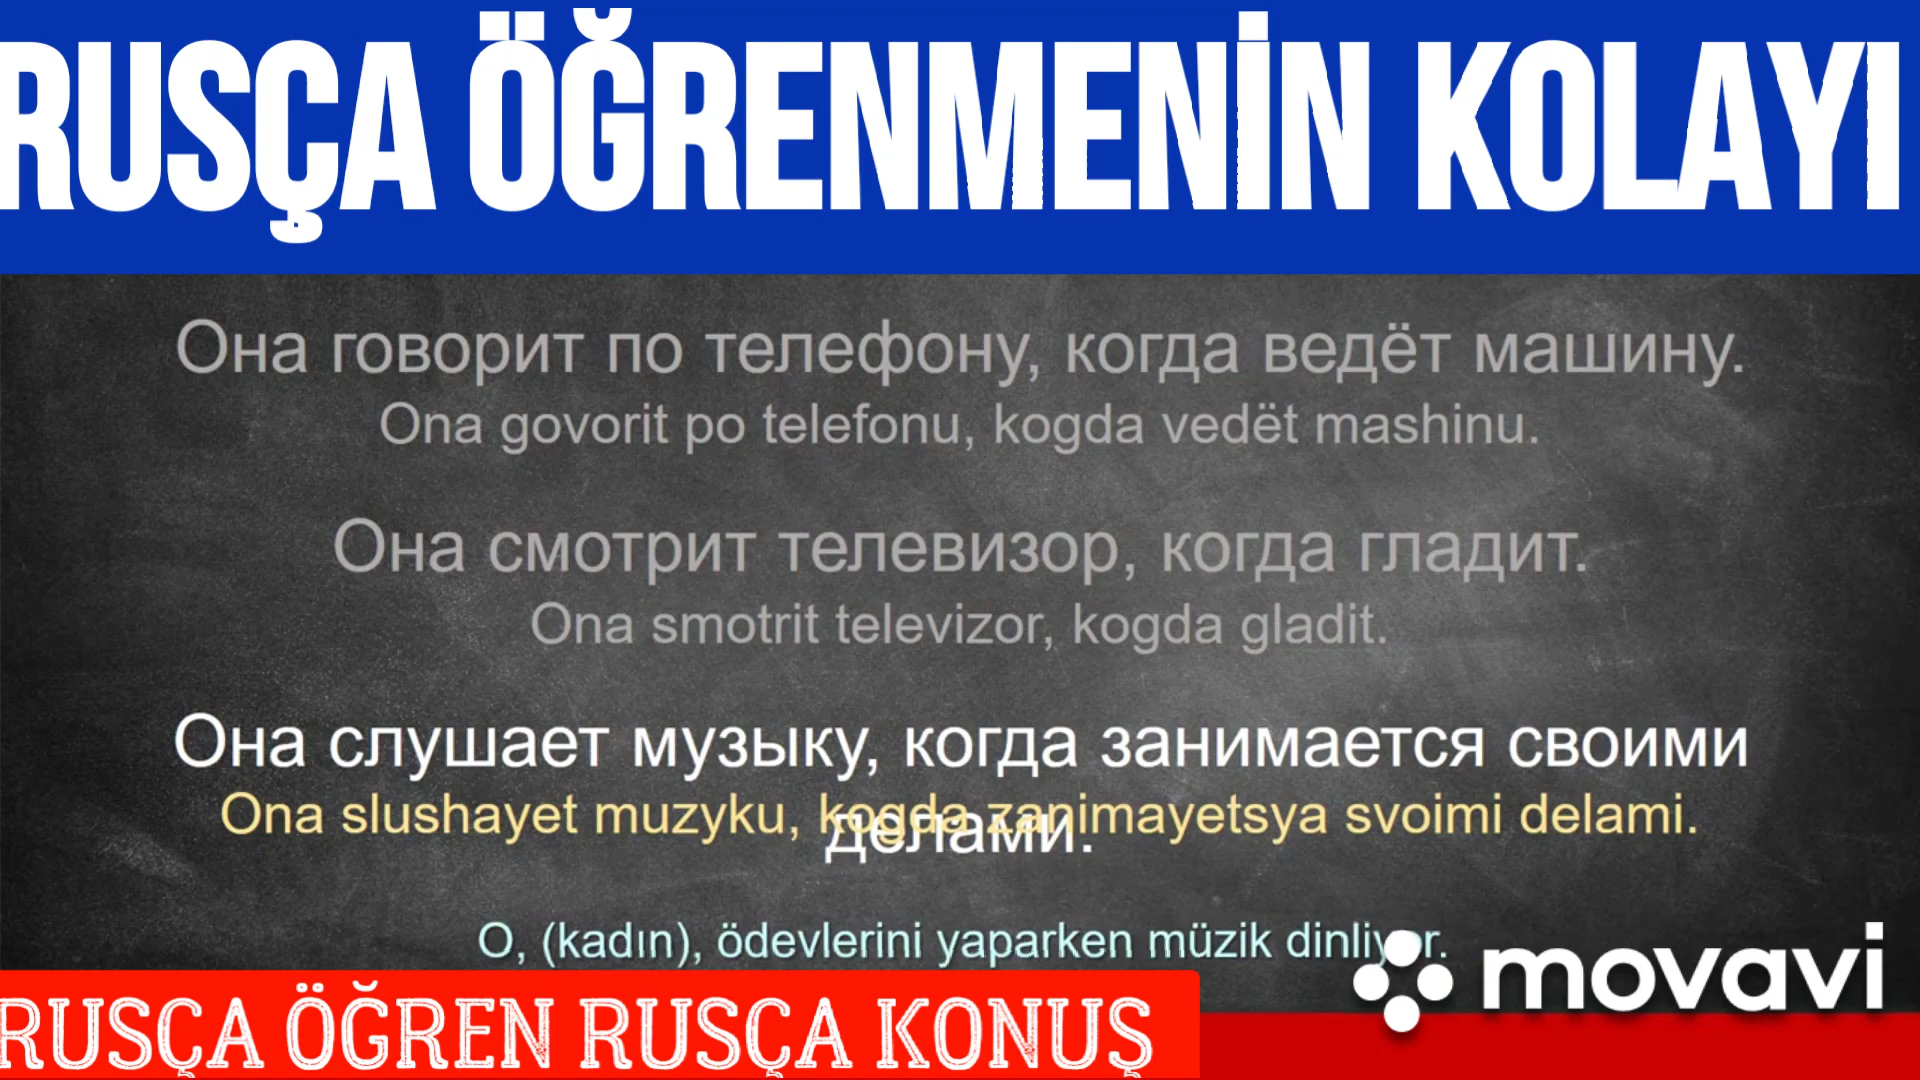 RUSÇA ÖĞRENMENİN KOLAYI
Она говорит по телефону, когда ведёт машину.
Ona govorit po telefonu, kogda vedët mashinu.
Она смотрит телевизор, когда гладит.
Ona smotrit televizor, kogda gladit.
Она слушает музыку, когда занимается своими
делами.
Ona slushayet muzyku, kogda zanimayetsya svoimi delami.
O, (kadın), ödevlerini yaparken müzik dinliyor.
movavi
RUSÇA ÖĞREN RUSÇA KONUŞ